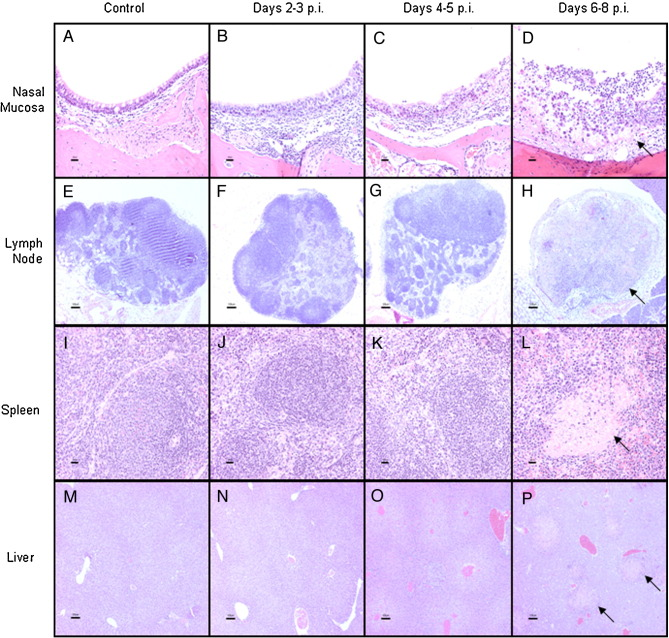 Control
Days 2-3 p.i.
Days 4-5 p.i.
Days 6-8 p.i.
Nasal
Mucosa
A
B
C
D
Lymph
Node
E
F
G
H
Spleen
I
J
K
L
Liver
M
N
O
P